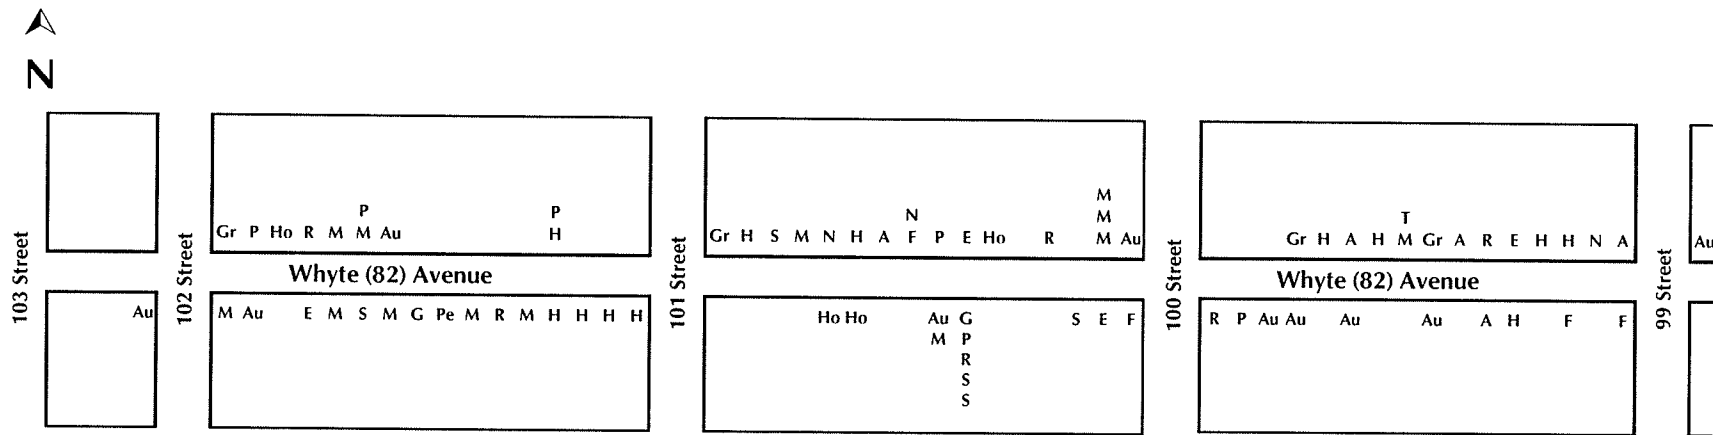 N
P P
Gr P Ho R M M Au H
N M
M
Gr H S M N H A F P E Ho R M Au
T
Gr H A H M Gr A R E H H N A
Au
103 Street
102 Street
Whyte (82) Avenue
101 Street
100 Street
Whyte (82) Avenue
99 Street
Au
M Au E M S M G Pe M R M H H H H
Ho Ho Au G S E F
M P
R
S
S
R P Au Au Au Au A H F F